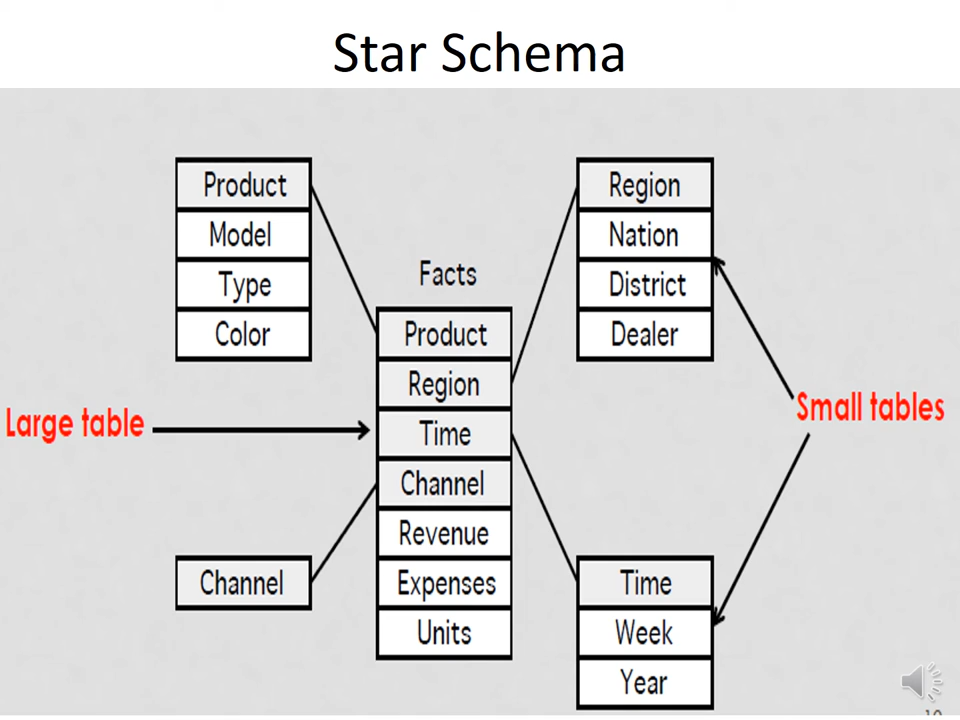 Star Schema
Product
Model
Type
Color
Region
Nation
District
Dealer
Facts
Product
Region
Time
Channel
Revenue
Expenses
Units
Large table
Small tables
Channel
Time
Week
Year